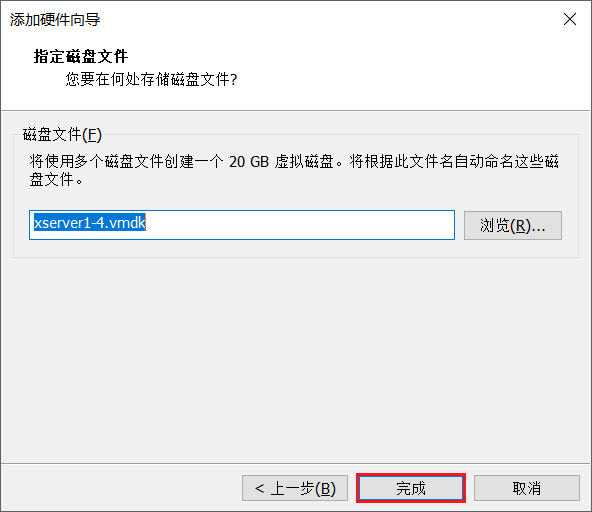 添加硬件向导
指定磁盘文件
您要在何处存储磁盘文件?
磁盘文件(F)
将使用多个磁盘文件创建一个 20 GB 虚拟磁盘。将根据此文件名自动命名这些磁
盘文件。
xserver1-4.vmdk
浏览(R)...
< 上一步(B)
完成
取消